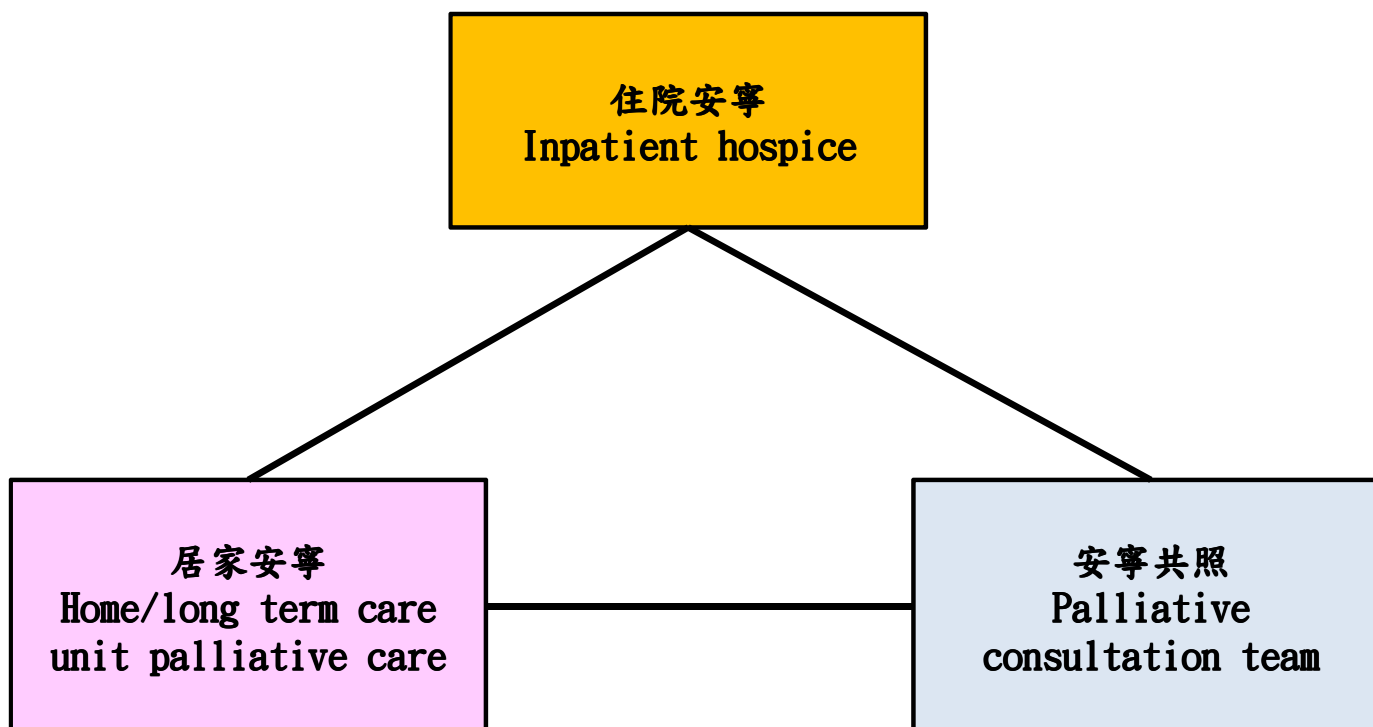 住院安寧
Inpatient hospice
居家安寧
Home/long term care
unit palliative care
安寧共照
Palliative
consultation team